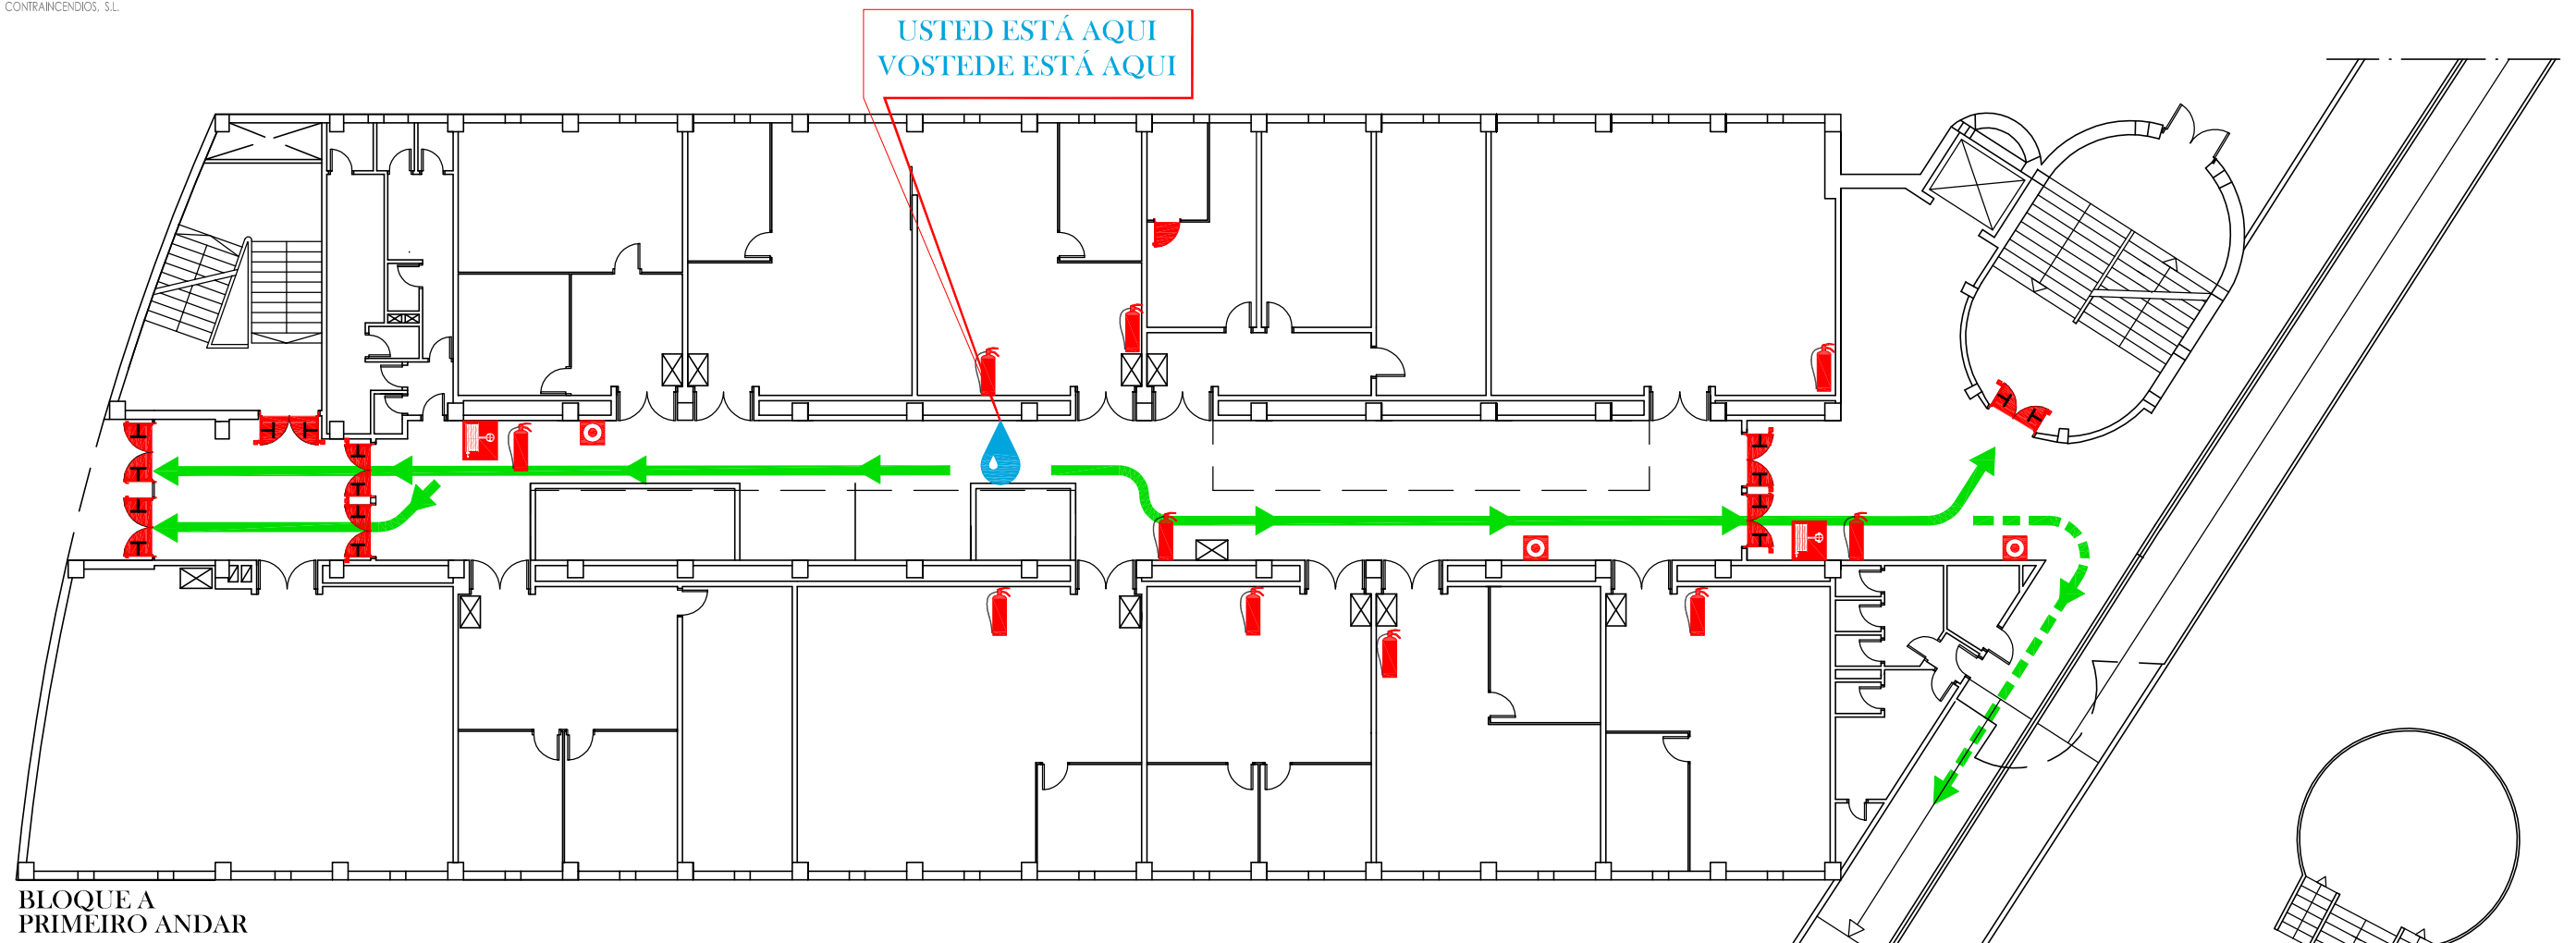 CONTRAINCENDIOS, S.L.
USTED ESTÁ AQUI
VOSTEDE ESTÁ AQUI
BLOQUE A
PRIMEIRO ANDAR